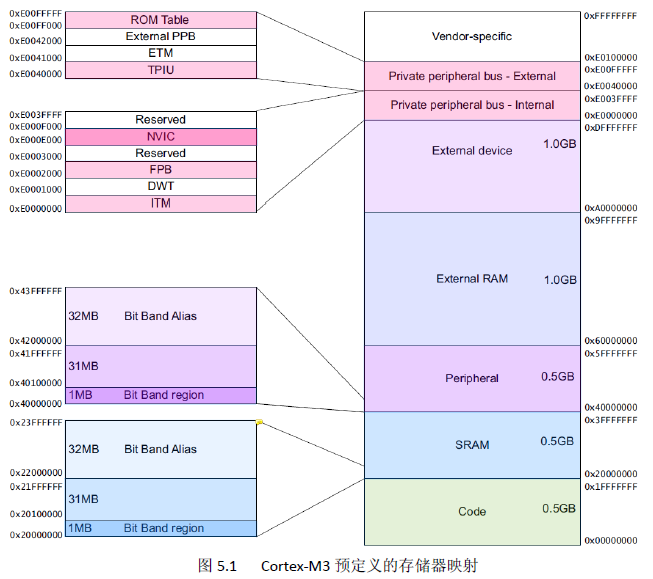 0xE00FFFFF
ROM Table
0xE00FF000
External PPB
0xE0042000
ETM
0xE0041000
TPIU
0xE0040000
0xE003FFFF
Reserved
0xE000F000
NVIC
0xE000E000
Reserved
0xE0003000
FPB
0xE0002000
DWT
0xE0001000
ITM
0xE0000000
0x43FFFFFF
32MB Bit Band Alias
0x42000000
0x41FFFFFF
31MB
0x40100000
1MB Bit Band region
0x40000000
0x23FFFFFF
32MB Bit Band Alias
0x22000000
0x21FFFFFF
31MB
0x20100000
1MB Bit Band region
0x20000000
0xFFFFFFFF
Vendor-specific
0xE0100000
0xE00FFFFF
Private peripheral bus - External
0xE0040000
0xE003FFFF
Private peripheral bus - Internal
0xE0000000
0xDFFFFFFF
External device 1.0GB
0xA0000000
0x9FFFFFFF
External RAM 1.0GB
0x60000000
0x5FFFFFFF
Peripheral 0.5GB
0x40000000
0x3FFFFFFF
SRAM 0.5GB
0x20000000
0x1FFFFFFF
Code 0.5GB
0x00000000
图 5.1 Cortex-M3 预定义的存储器映射